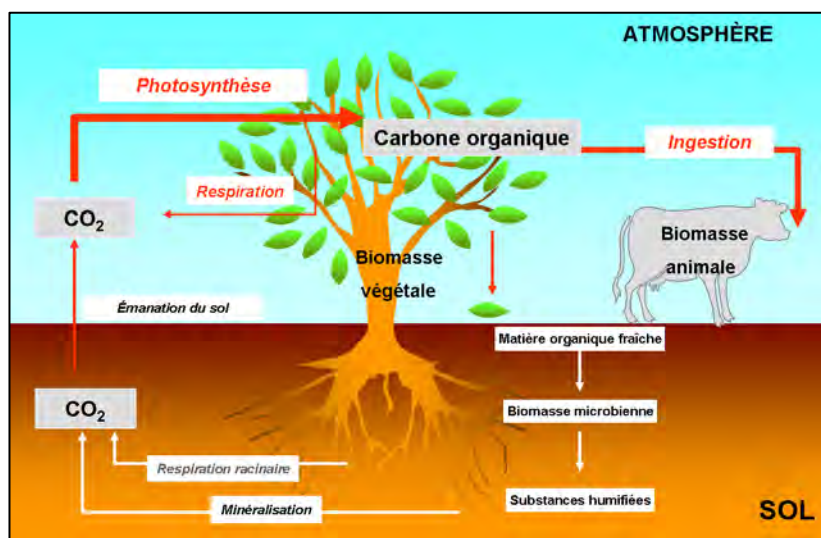 ATMOSPHÈRE
Photosynthèse
Carbone organique
Ingestion
Respiration
CO₂
Biomasse
végétale
Biomasse
animale
Émanation du sol
Matière organique fraîche
CO₂
Biomasse microbienne
Respiration racinaire
Substances humifiées
Minéralisation
SOL